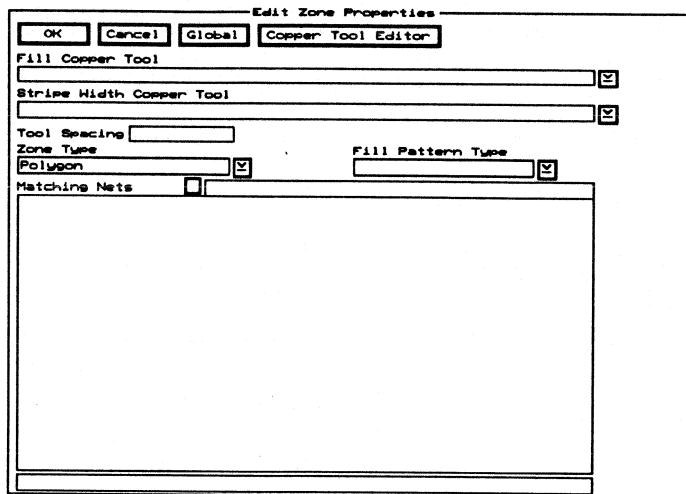 Edit Zone Properties
OK Cancel Global Copper Tool Editor
Fill Copper Tool
Stripe Width Copper Tool
Tool Spacing
Zone Type Fill Pattern Type
Polygon
Matching Nets